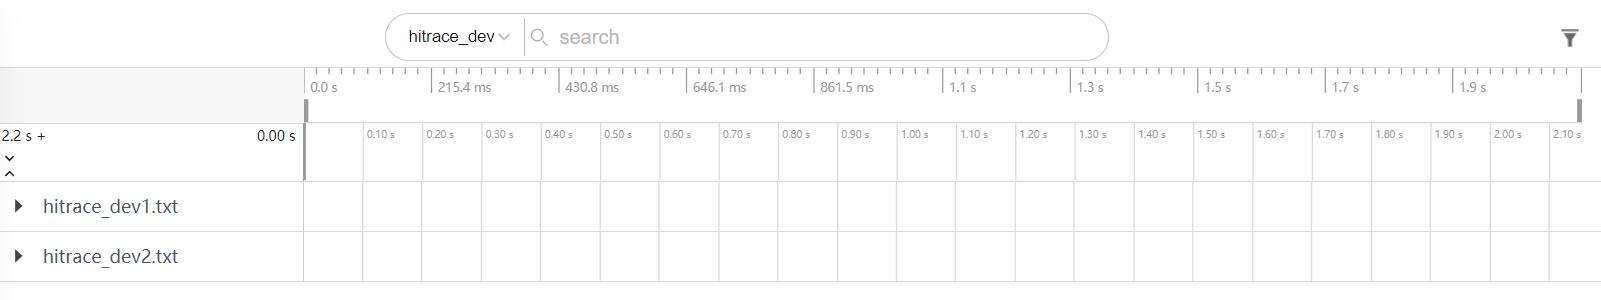 hitrace_dev search
0.0 s 215.4 ms 430.8 ms 646.1 ms 861.5 ms 1.1 s 1.3 s 1.5 s 1.7 s 1.9 s
2.2 s + 0.00 s 0.10 s 0.20 s 0.30 s 0.40 s 0.50 s 0.60 s 0.70 s 0.80 s 0.90 s 1.00 s 1.10 s 1.20 s 1.30 s 1.40 s 1.50 s 1.60 s 1.70 s 1.80 s 1.90 s 2.00 s 2.10 s
hitrace_dev1.txt
hitrace_dev2.txt